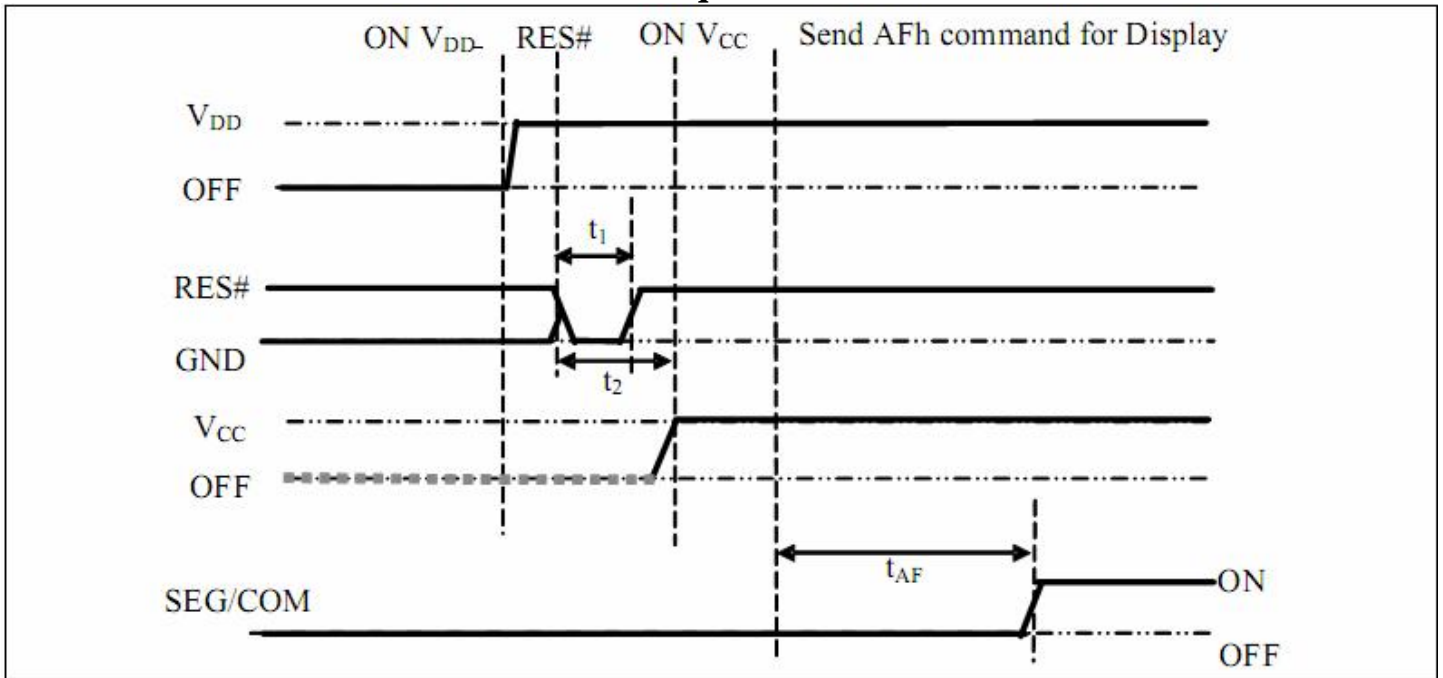 ON VDD RES# ON VCC Send AFh command for Display
VDD
OFF
t1
RES#
GND
t2
VCC
OFF
tAF
ON
SEG/COM
OFF